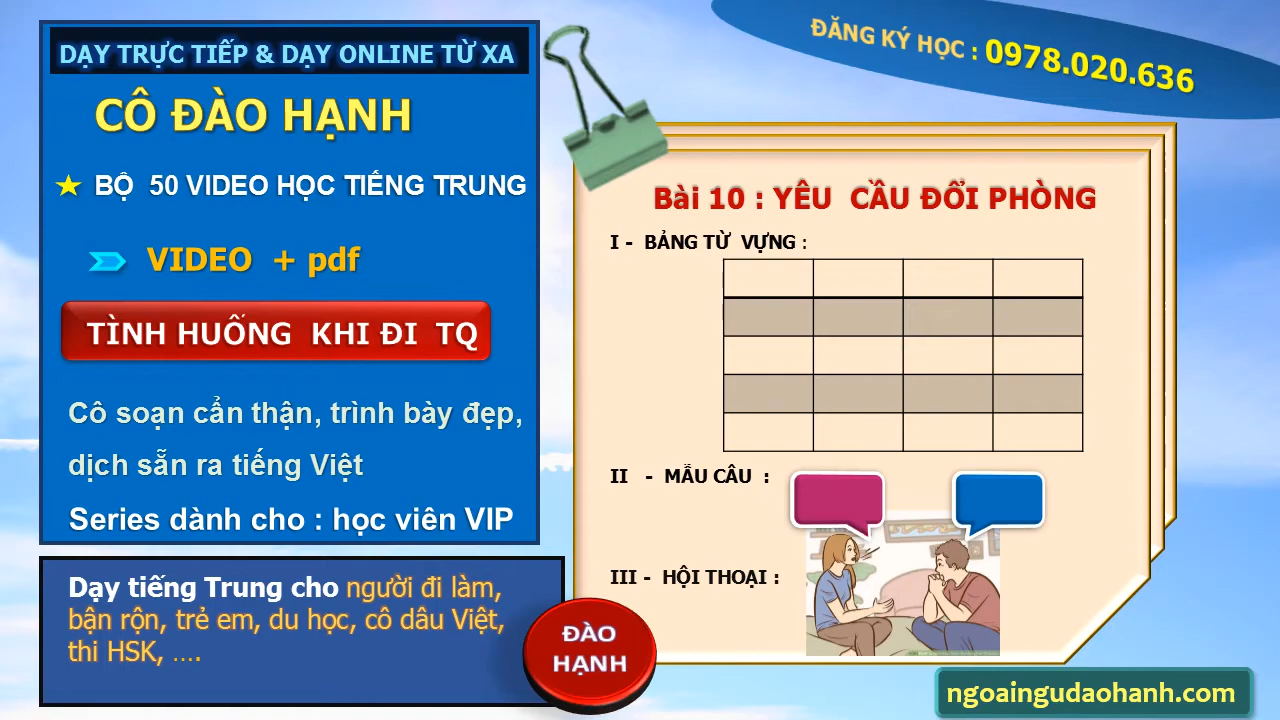 DẠY TRỰC TIẾP & DẠY ONLINE TỪ XA
CÔ ĐÀO HẠNH
BỘ 50 VIDEO HỌC TIẾNG TRUNG
VIDEO + pdf
TÌNH HUỐNG KHI ĐI TQ
Cô soạn cẩn thận, trình bày đẹp,
dịch sẵn ra tiếng Việt
Series dành cho : học viên VIP
Dạy tiếng Trung cho người đi làm,
bận rộn, trẻ em, du học, cô dâu Việt,
thi HSK, ….
ĐÀO
HẠNH
ĐĂNG KÝ HỌC : 0978.020.636
Bài 10 : YÊU CẦU ĐỔI PHÒNG
I - BẢNG TỪ VỰNG :
II - MẪU CÂU :
III - HỘI THOẠI :
ngoaingudaohanh.com